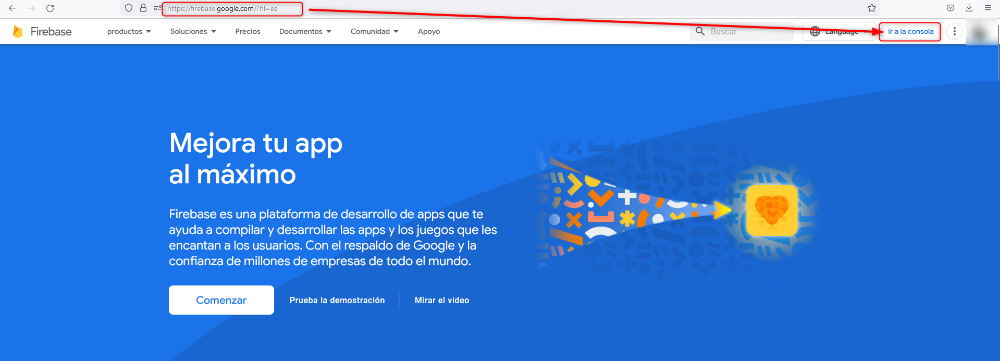 https://firebase.google.com/?hl=es
Firebase
productos
Soluciones
Precios
Documentos
Comunidad
Apoyo
Buscar
Language
Ir a la consola
Mejora tu app
al máximo
Firebase es una plataforma de desarrollo de apps que te
ayuda a compilar y desarrollar las apps y los juegos que les
encantan a los usuarios. Con el respaldo de Google y la
confianza de millones de empresas de todo el mundo.
Comenzar
Prueba la demostración
Mirar el video